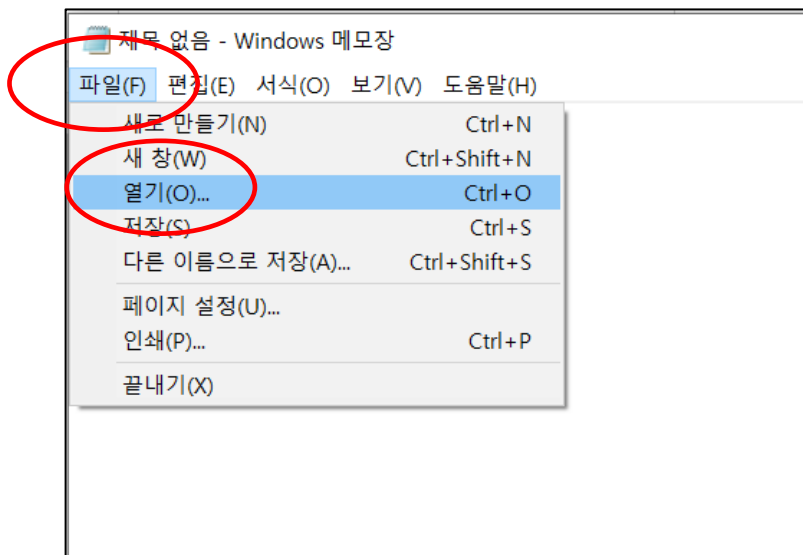 제목 없음 - Windows 메모장
파일(F) 편집(E) 서식(O) 보기(V) 도움말(H)
새로 만들기(N) Ctrl+N
새 창(W) Ctrl+Shift+N
열기(O)... Ctrl+O
저장(S) Ctrl+S
다른 이름으로 저장(A)... Ctrl+Shift+S
페이지 설정(U)...
인쇄(P)... Ctrl+P
끝내기(X)